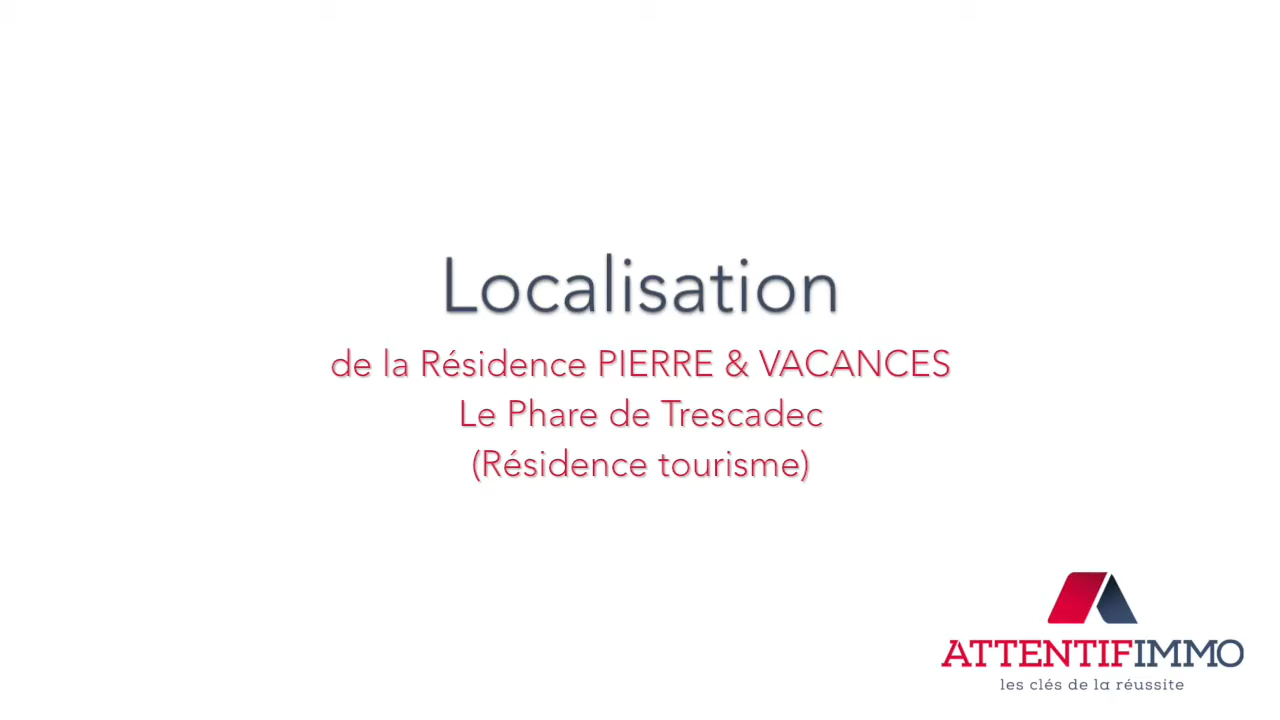 Localisation
de la Résidence PIERRE & VACANCES
Le Phare de Trescadec
(Résidence tourisme)
ATTENTIFIMMO
les clés de la réussite